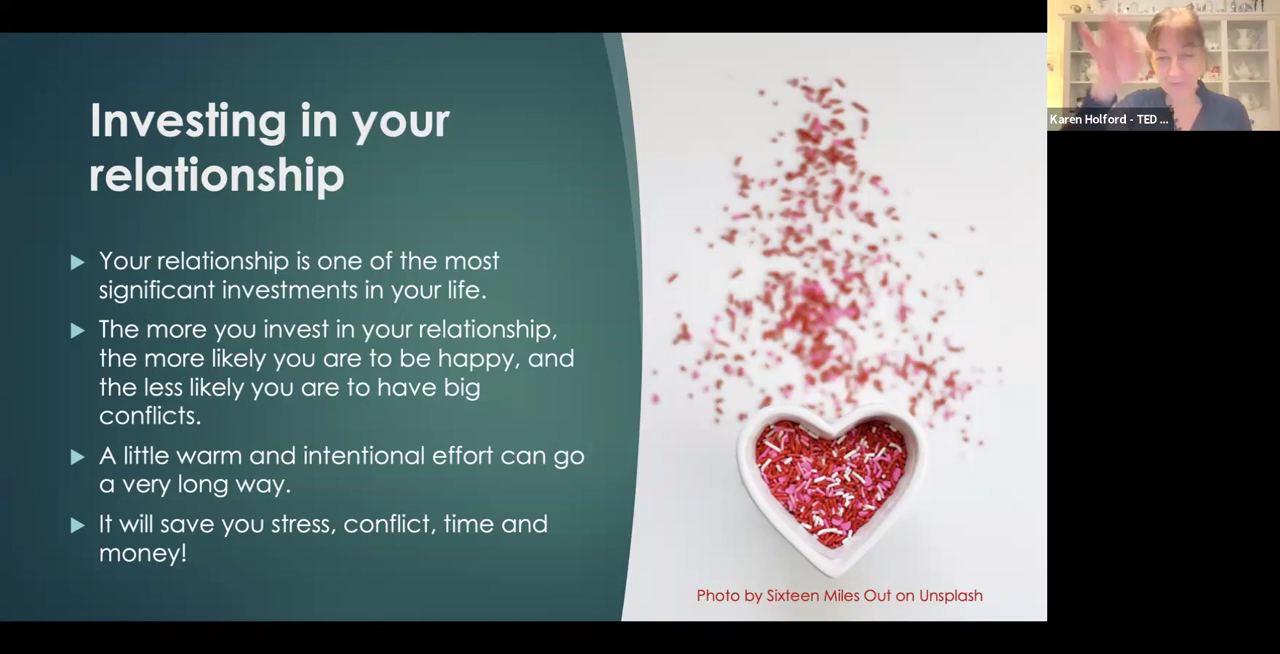 Investing in your
relationship
Your relationship is one of the most
significant investments in your life.
The more you invest in your relationship,
the more likely you are to be happy, and
the less likely you are to have big
conflicts.
A little warm and intentional effort can go
a very long way.
It will save you stress, conflict, time and
money!
Photo by Sixteen Miles Out on Unsplash
Karen Holford - TED ...